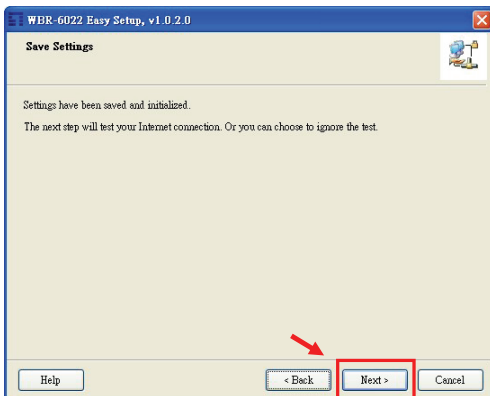 WBR-6022 Easy Setup, v1.0.2.0
Save Settings
Settings have been saved and initialized.
The next step will test your Internet connection. Or you can choose to ignore the test.
Help
< Back
Next >
Cancel